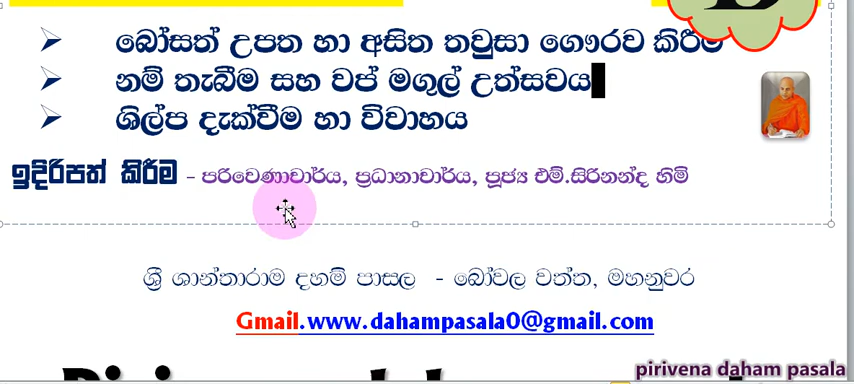 බෝසත් උපත හා අසිත තවුසා ගෞරව කිරීම
නම් තැබීම සහ වප් මගුල් උත්සවය
ශිල්ප දැක්වීම හා විවාහය
ඉදිරිපත් කිරීම - පරිවෙණාචාර්ය, ප්‍රධානාචාර්ය, පූජ්‍ය එම්.සිරිනන්ද හිමි
ශ්‍රී ශාන්තාරාම දහම් පාසල - බෝවල වත්ත, මහනුවර
Gmail.www.dahampasala0@gmail.com
pirivena daham pasala